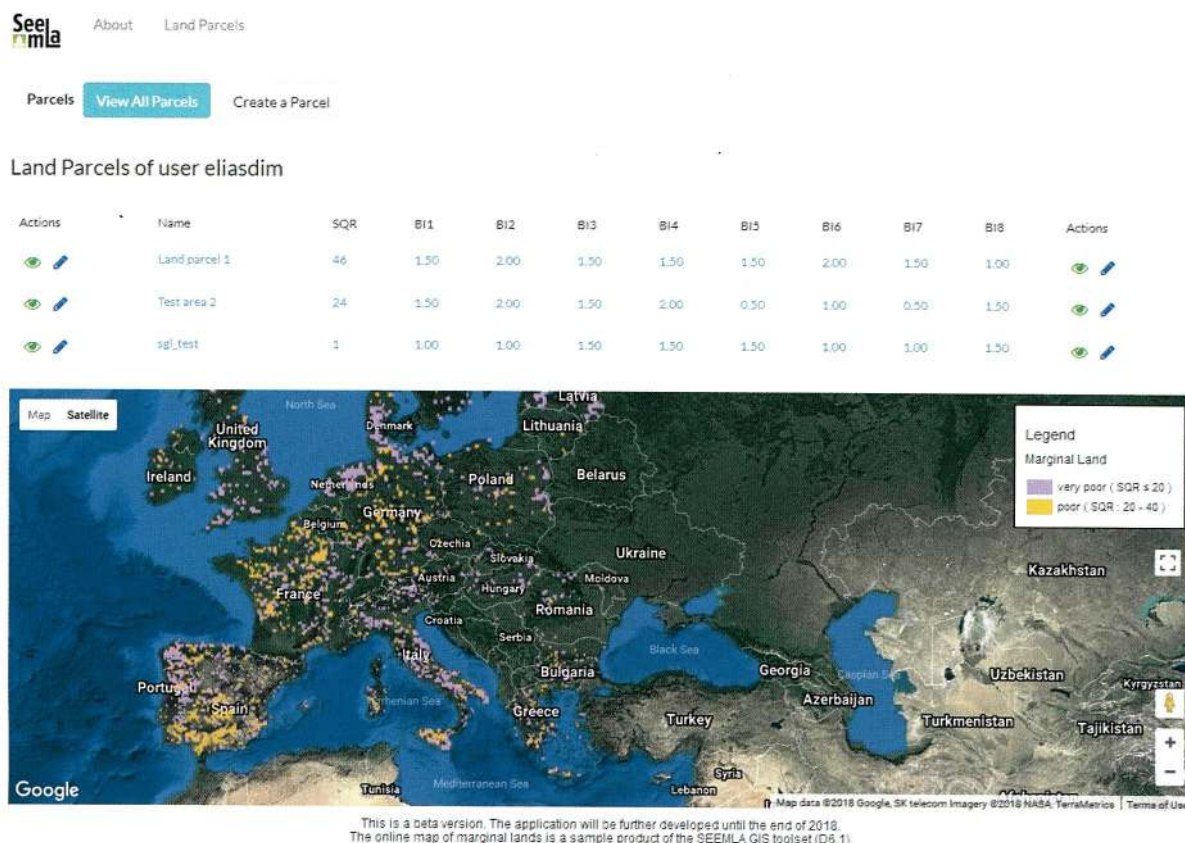 Seemla
About Land Parcels
Parcels View All Parcels Create a Parcel
Land Parcels of user eliasdim
Actions Name SQR BI1 BI2 BI3 BI4 BI5 BI6 BI7 BI8 Actions
Land parcel 1 46 1.50 2.00 1.50 1.50 1.50 2.00 1.50 1.00
Test area 2 24 1.50 2.00 1.50 2.00 0.50 1.00 0.50 1.50
sgl_test 1 1.00 1.00 1.50 1.50 1.50 1.00 1.00 1.50
Map Satellite
North Sea
Latvia
Denmark
Lithuania
United
Kingdom
Legend
Marginal Land
very poor ( SQR ≤ 20 )
poor ( SQR : 20 - 40 )
Ireland
Netherlands
Poland
Belarus
Germany
Belgium
Czechia
Slovakia
Ukraine
Kazakhstan
Austria
Hungary
Moldova
France
Romania
Croatia
Serbia
Italy
Black Sea
Bulgaria
Georgia
Caspian Sea
Uzbekistan
Kyrgyzstan
Portugal
Spain
Azerbaijan
Greece
Turkey
Turkmenistan
Tajikistan
Syria
Google
Tunisia
Mediterranean Sea
Lebanon
Map data ©2018 Google, SK telecom Imagery ©2018 NASA, TerraMetrics Terms of Use
This is a beta version. The application will be further developed until the end of 2018.
The online map of marginal lands is a sample product of the SEEMLA GIS toolset (D6.1)